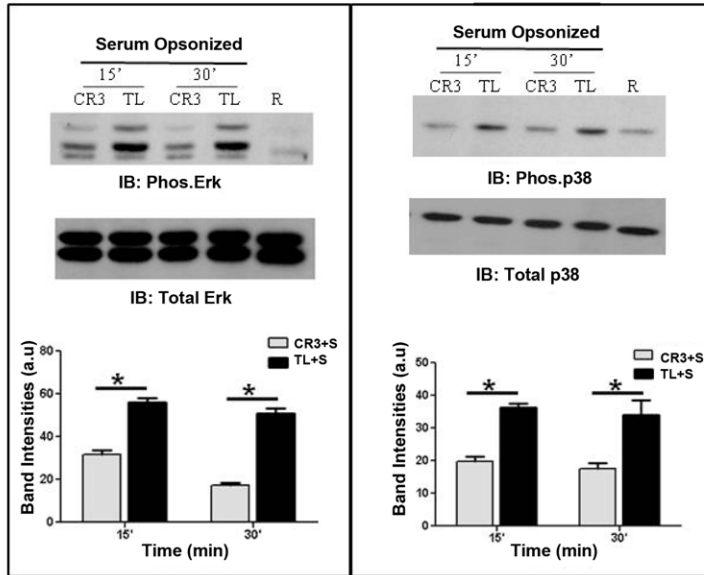 Serum Opsonized
15' 30'
CR3 TL CR3 TL R
IB: Phos.Erk
IB: Total Erk
Band Intensities (a.u)
80
60
40
20
0
CR3+S
TL+S
* *
15' 30'
Time (min)
Serum Opsonized
15' 30'
CR3 TL CR3 TL R
IB: Phos.p38
IB: Total p38
Band Intensities (a.u)
50
40
30
20
10
0
CR3+S
TL+S
* *
15' 30'
Time (min)